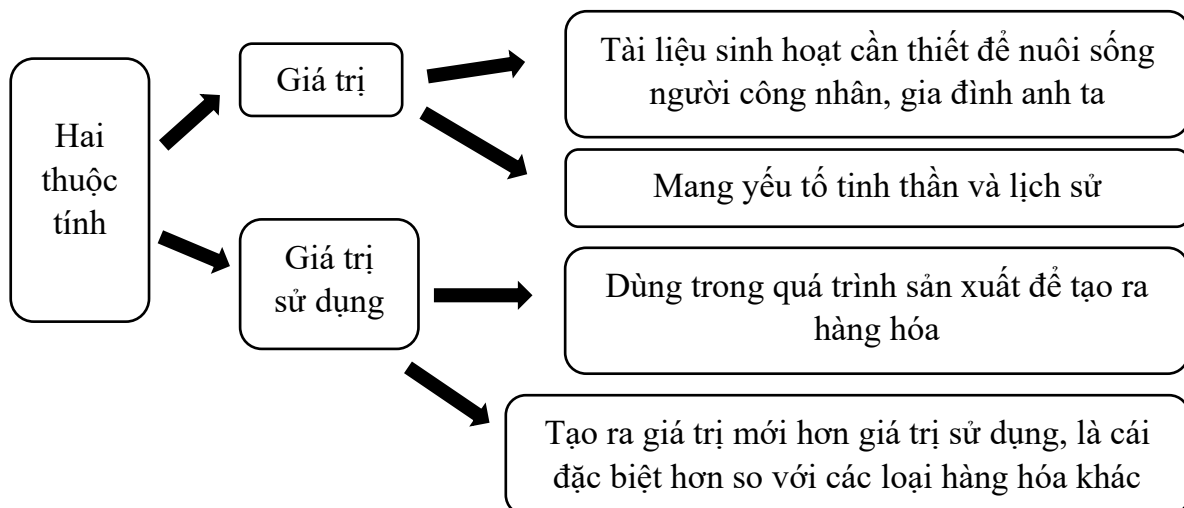 Hai
thuộc
tính
Giá trị
Tài liệu sinh hoạt cần thiết để nuôi sống
người công nhân, gia đình anh ta
Mang yếu tố tinh thần và lịch sử
Giá trị
sử dụng
Dùng trong quá trình sản xuất để tạo ra
hàng hóa
Tạo ra giá trị mới hơn giá trị sử dụng, là cái
đặc biệt hơn so với các loại hàng hóa khác